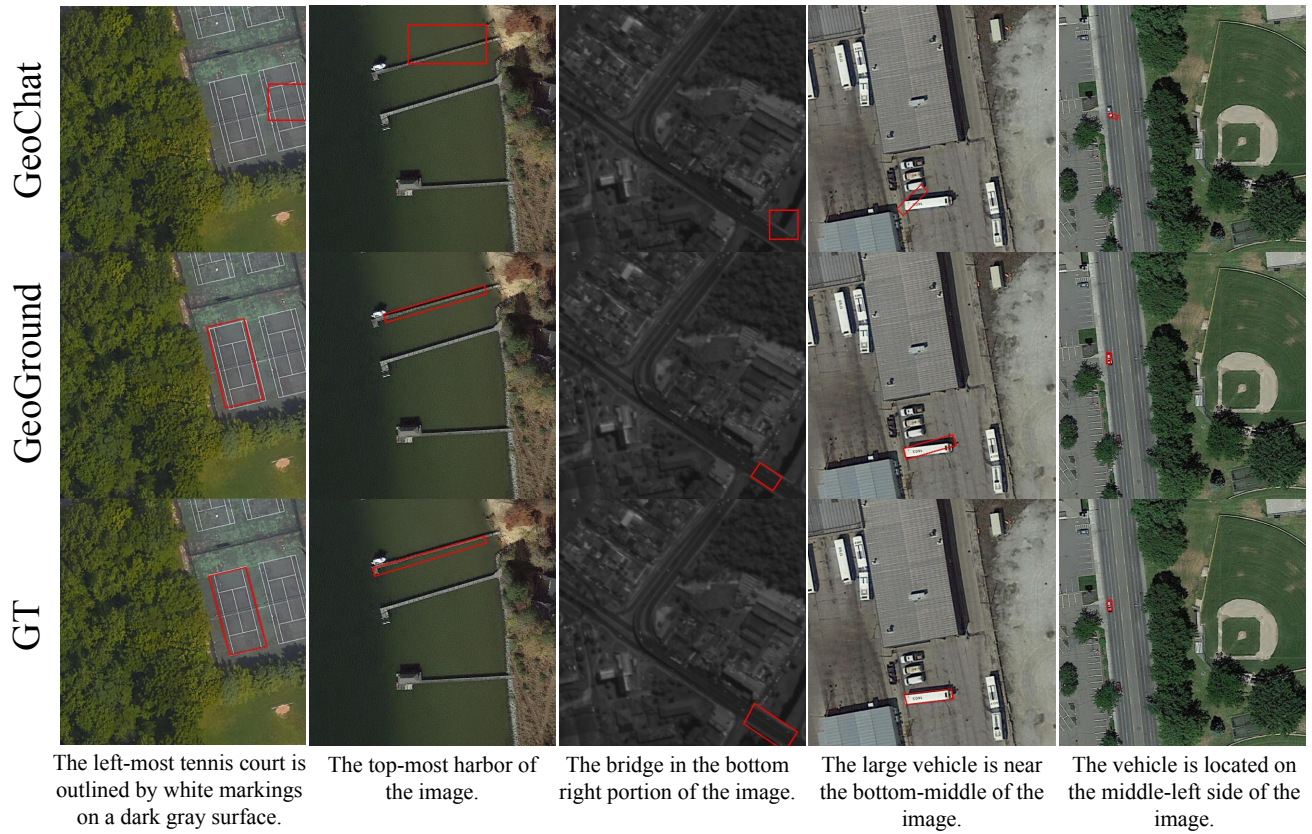 GeoChat
GeoGround
GT
The left-most tennis court is
outlined by white markings
on a dark gray surface.
The top-most harbor of
the image.
The bridge in the bottom
right portion of the image.
The large vehicle is near
the bottom-middle of the
image.
The vehicle is located on
the middle-left side of the
image.